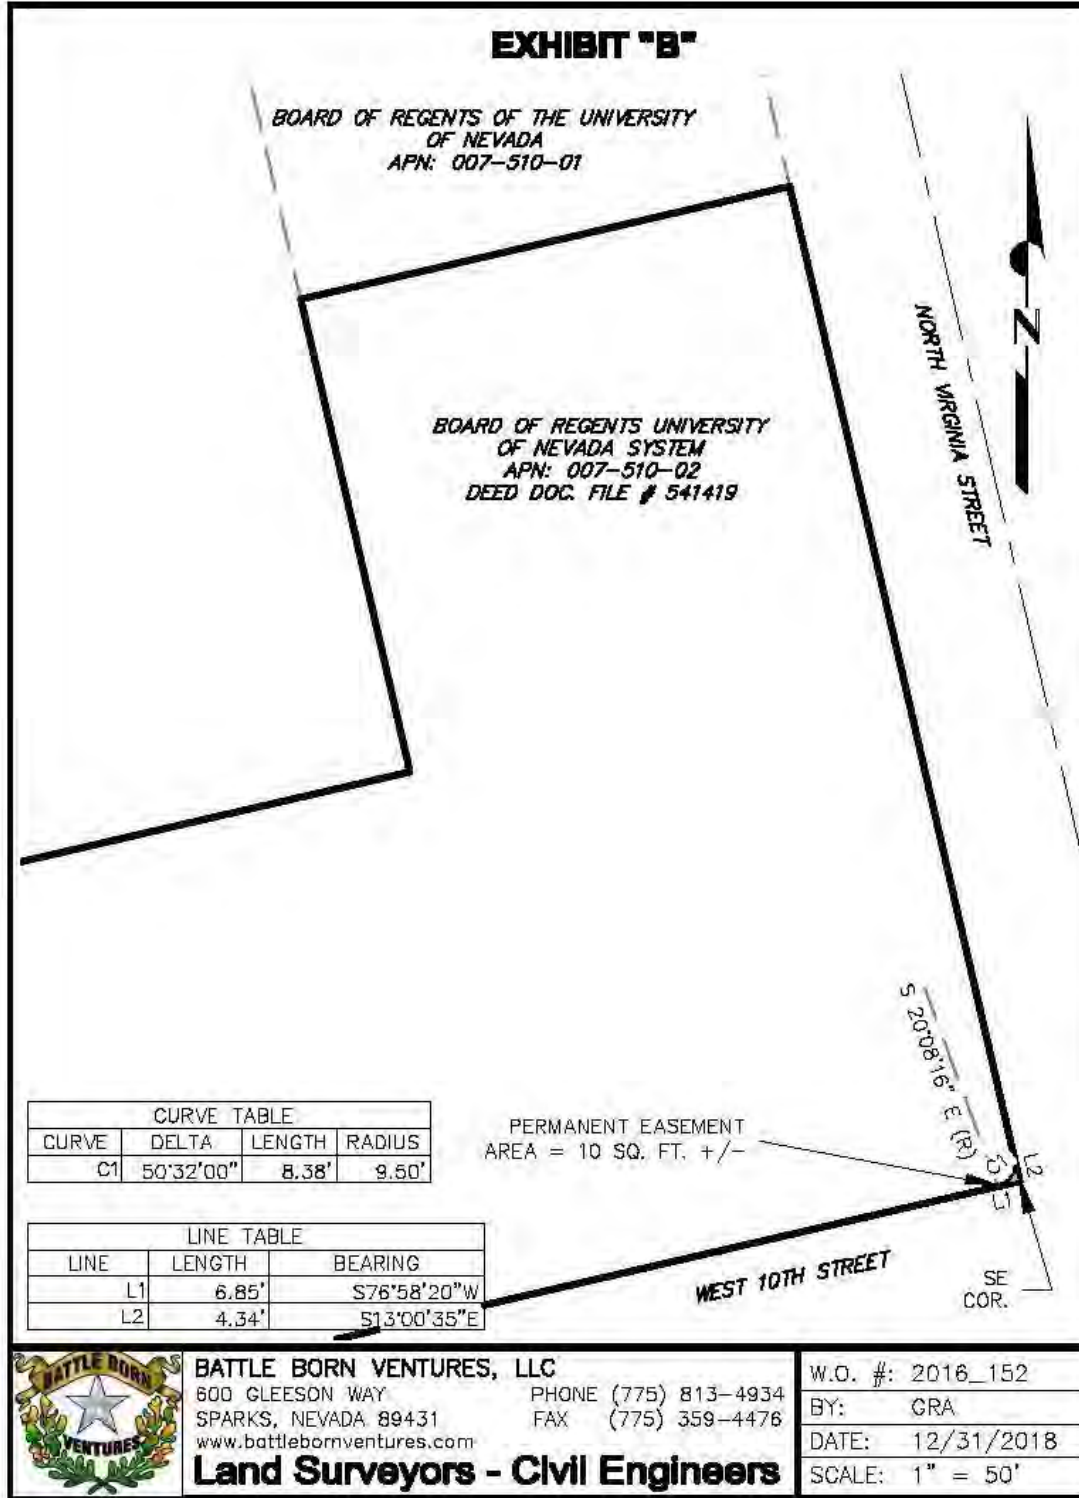 EXHIBIT "B"
BOARD OF REGENTS OF THE UNIVERSITY
OF NEVADA
APN: 007-510-01
NORTH VIRGINIA STREET
N
BOARD OF REGENTS UNIVERSITY
OF NEVADA SYSTEM
APN: 007-510-02
DEED DOC. FILE # 541419
S 20°08'16" E (R)
C1
L2
L1
PERMANENT EASEMENT
AREA = 10 SQ. FT. +/-
WEST 10TH STREET
SE
COR.
CURVE TABLE
CURVE DELTA LENGTH RADIUS
C1 50°32'00" 8.38' 9.50'
LINE TABLE
LINE LENGTH BEARING
L1 6.85' S76°58'20"W
L2 4.34' S13°00'35"E
BATTLE BORN
VENTURES
BATTLE BORN VENTURES, LLC
600 GLEESON WAY PHONE (775) 813-4934
SPARKS, NEVADA 89431 FAX (775) 359-4476
www.battlebornventures.com
Land Surveyors - Civil Engineers
W.O. #: 2016_152
BY: GRA
DATE: 12/31/2018
SCALE: 1" = 50'